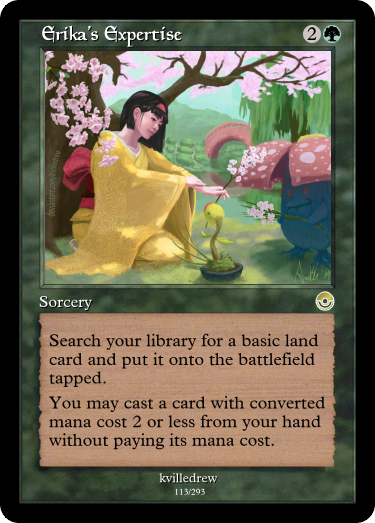 Erika's Expertise 2
Sorcery
Search your library for a basic land
card and put it onto the battlefield
tapped.
You may cast a card with converted
mana cost 2 or less from your hand
without paying its mana cost.
kvilledrew
113/293